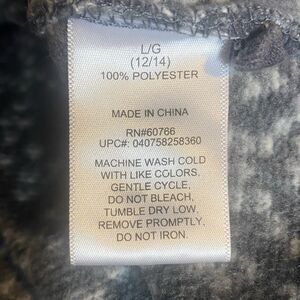 L/G
(12/14)
100% POLYESTER
MADE IN CHINA
RN#60766
UPC#: 040758258360
MACHINE WASH COLD
WITH LIKE COLORS.
GENTLE CYCLE,
DO NOT BLEACH,
TUMBLE DRY LOW,
REMOVE PROMPTLY,
DO NOT IRON.